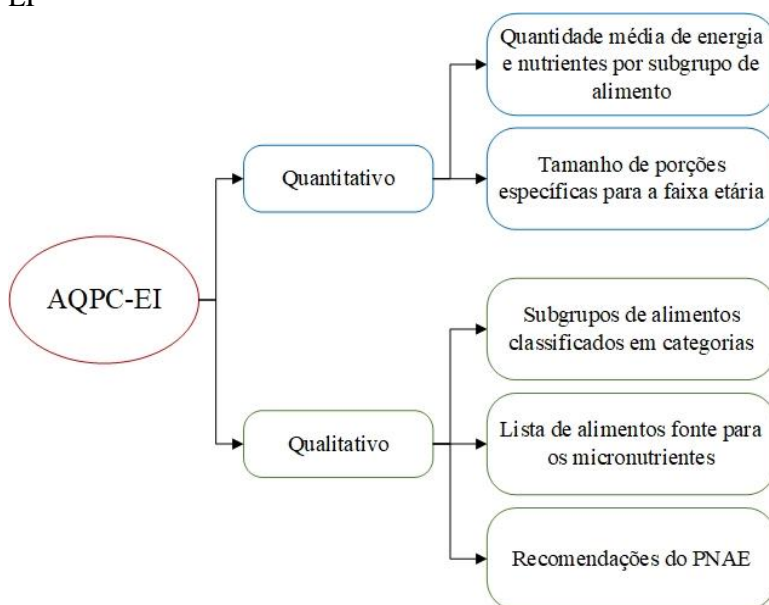 EI
Quantidade média de energia
e nutrientes por subgrupo de
alimento
Quantitativo
Tamanho de porções
específicas para a faixa etária
AQPC-EI
Subgrupos de alimentos
classificados em categorias
Qualitativo
Lista de alimentos fonte para
os micronutrientes
Recomendações do PNAE